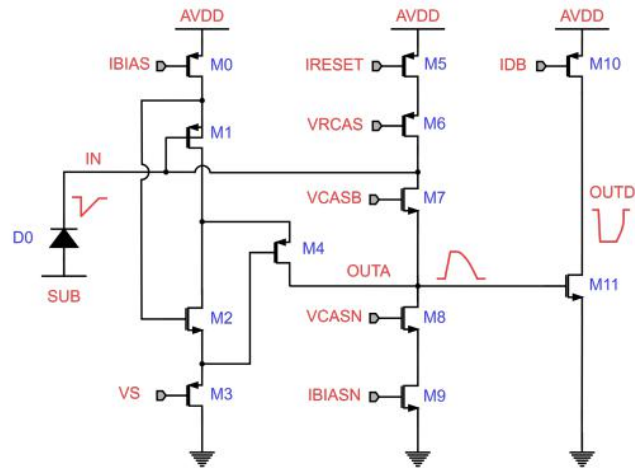 AVDD AVDD AVDD
IBIAS M0 IRESET M5 IDB M10
VRCAS M6
M1
IN
VCASB M7
OUTD
D0
M4
OUTA
SUB
M11
M2 VCASN M8
VS M3 IBIASN M9